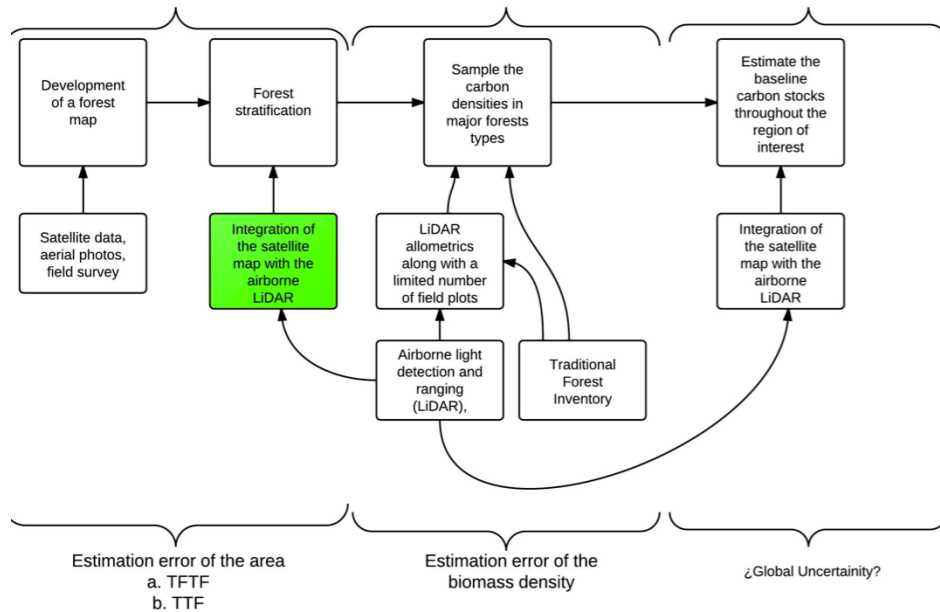 Development
of a forest
map
Forest
stratification
Sample the
carbon
densities in
major forests
types
Estimate the
baseline
carbon stocks
throughout the
region of
interest
Satellite data,
aerial photos,
field survey
Integration of
the satellite
map with the
airborne
LiDAR
LiDAR
allometrics
along with a
limited number
of field plots
Integration of
the satellite
map with the
airborne
LiDAR
Airborne light
detection and
ranging
(LiDAR),
Traditional
Forest
Inventory
Estimation error of the area
a. TFTF
b. TTF
Estimation error of the
biomass density
¿Global Uncertainity?